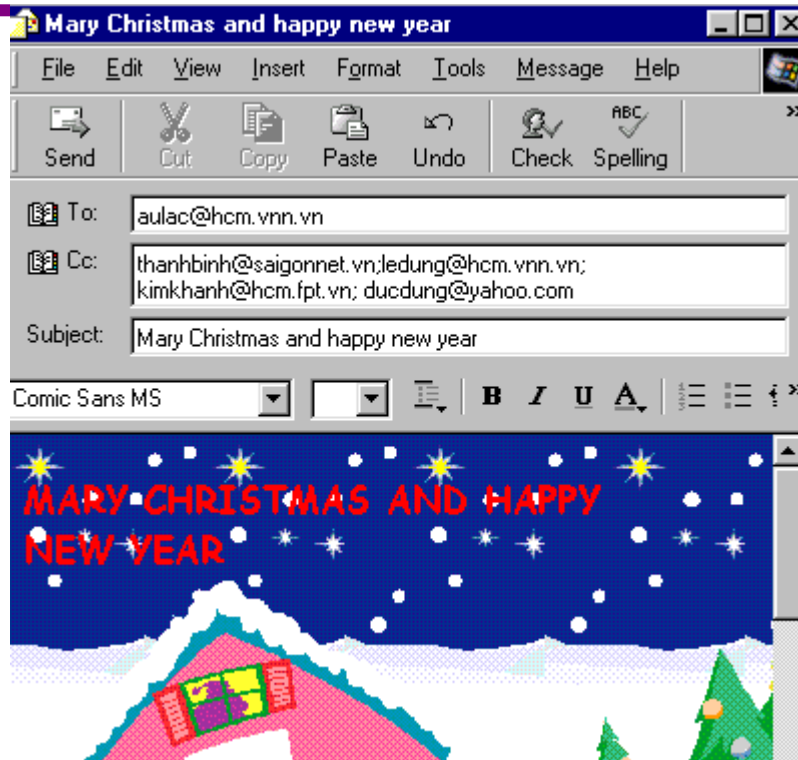 Mary Christmas and happy new year
File Edit View Insert Format Tools Message Help
Send Cut Copy Paste Undo Check ABC Spelling
To: aulac@hcm.vnn.vn
Cc: thanhbinh@saigonnet.vn;ledung@hcm.vnn.vn;
kimkhanh@hcm.fpt.vn; ducdung@yahoo.com
Subject: Mary Christmas and happy new year
Comic Sans MS B I U A
MARY CHRISTMAS AND HAPPY
NEW YEAR